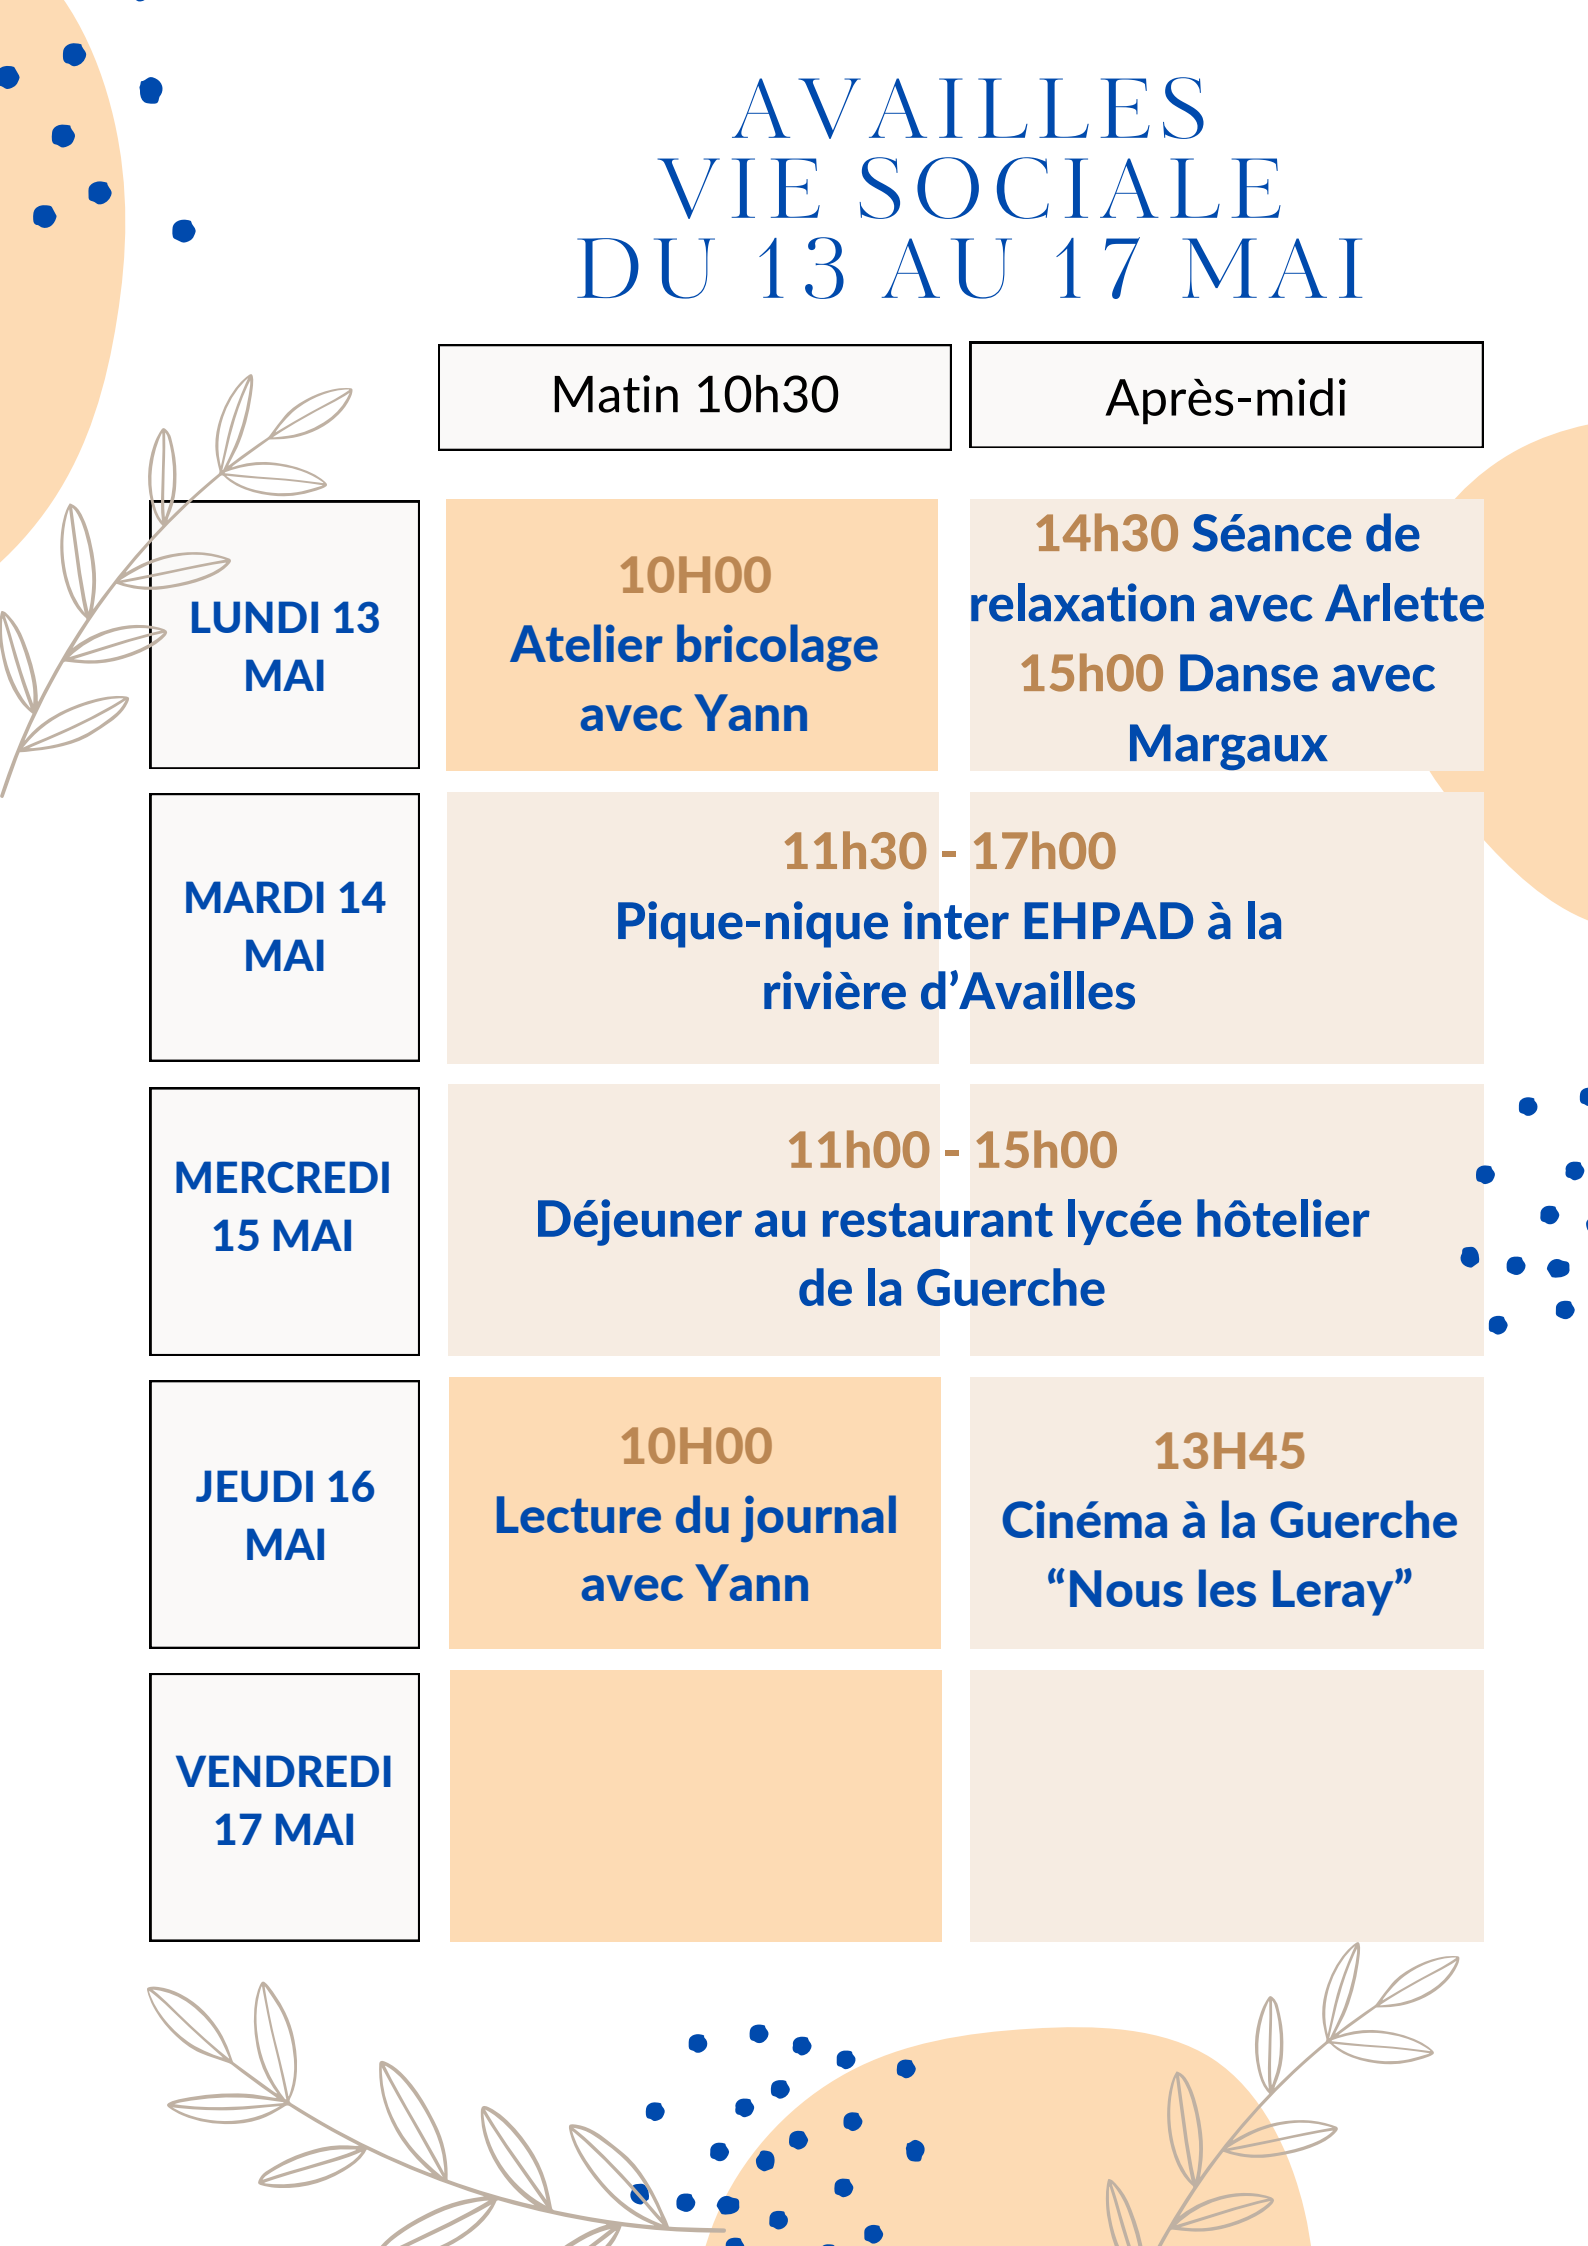 AVAILLES
VIE SOCIALE
DU 13 AU 17 MAI
Matin 10h30
Après-midi
LUNDI 13
MAI
10H00
Atelier bricolage
avec Yann
14h30 Séance de
relaxation avec Arlette
15h00 Danse avec
Margaux
MARDI 14
MAI
11h30 - 17h00
Pique-nique inter EHPAD à la
rivière d’Availles
MERCREDI
15 MAI
11h00 - 15h00
Déjeuner au restaurant lycée hôtelier
de la Guerche
JEUDI 16
MAI
10H00
Lecture du journal
avec Yann
13H45
Cinéma à la Guerche
“Nous les Leray”
VENDREDI
17 MAI